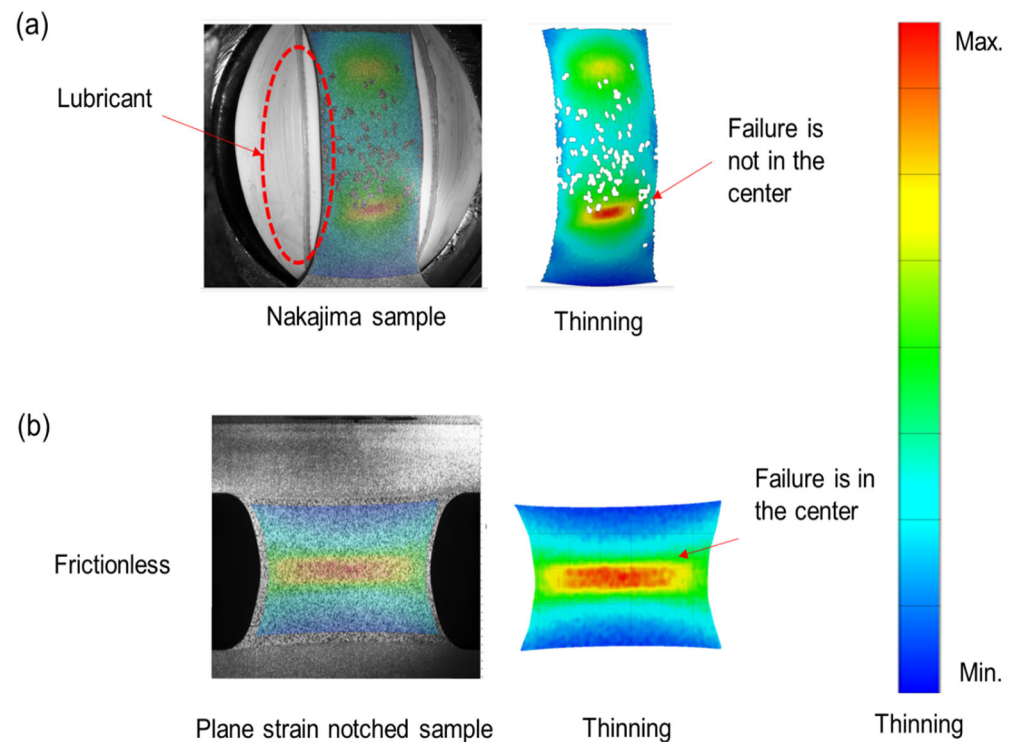 (a)
Lubricant
Nakajima sample
Thinning
Failure is
not in the
center
Max.
(b)
Frictionless
Plane strain notched sample
Thinning
Failure is in
the center
Min.
Thinning